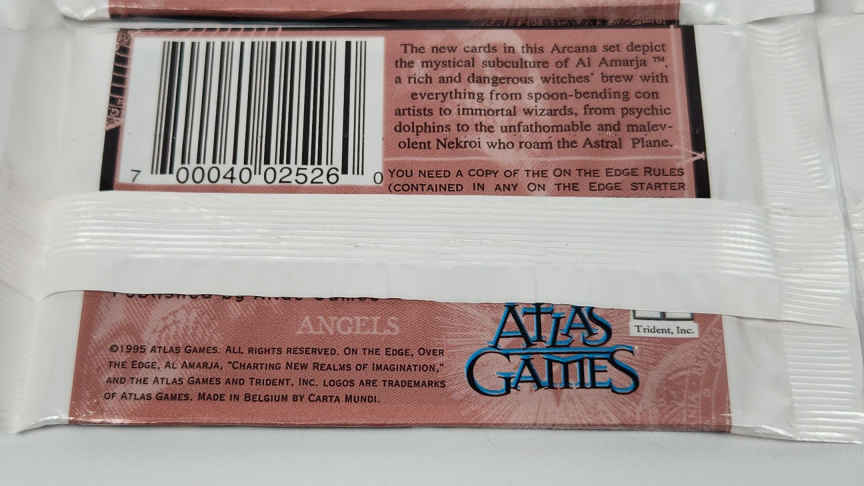 The new cards in this Arcana set depict
the mystical subculture of Al Amarja ™,
a rich and dangerous witches' brew with
everything from spoon-bending con
artists to immortal wizards, from psychic
dolphins to the unfathomable and malev-
olent Nekroi who roam the Astral Plane.
7 00040 02526 0
YOU NEED A COPY OF THE ON THE EDGE RULES
(CONTAINED IN ANY ON THE EDGE STARTER
Published by Atlas Games
ANGELS
ATLAS
GAMES
Trident, Inc.
©1995 ATLAS GAMES. ALL RIGHTS RESERVED. ON THE EDGE, OVER
THE EDGE, AL AMARJA, "CHARTING NEW REALMS OF IMAGINATION,"
AND THE ATLAS GAMES AND TRIDENT, INC. LOGOS ARE TRADEMARKS
OF ATLAS GAMES. MADE IN BELGIUM BY CARTA MUNDI.